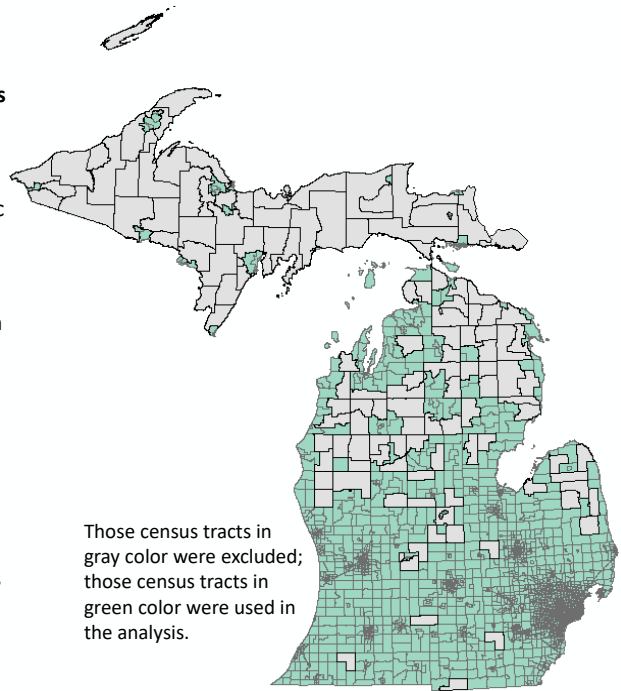 s
c
Those census tracts in
gray color were excluded;
those census tracts in
green color were used in
the analysis.